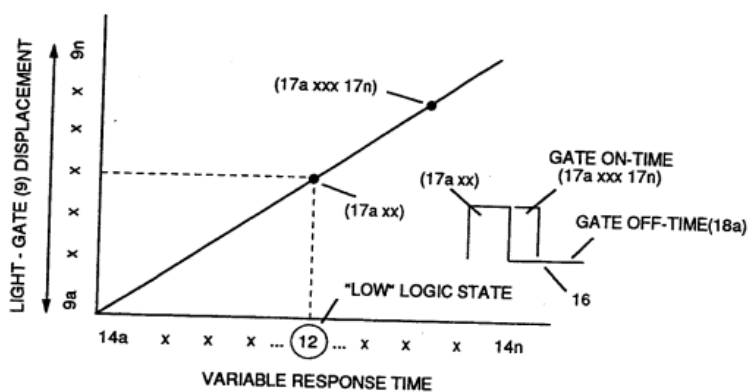 LIGHT - GATE (9) DISPLACEMENT
9n
x
x
x
x
x
9a
(17a xxx 17n)
(17a xx)
(17a xx)
GATE ON-TIME
(17a xxx 17n)
GATE OFF-TIME(18a)
16
"LOW" LOGIC STATE
14a x x x ... 12 ... x x x 14n
VARIABLE RESPONSE TIME